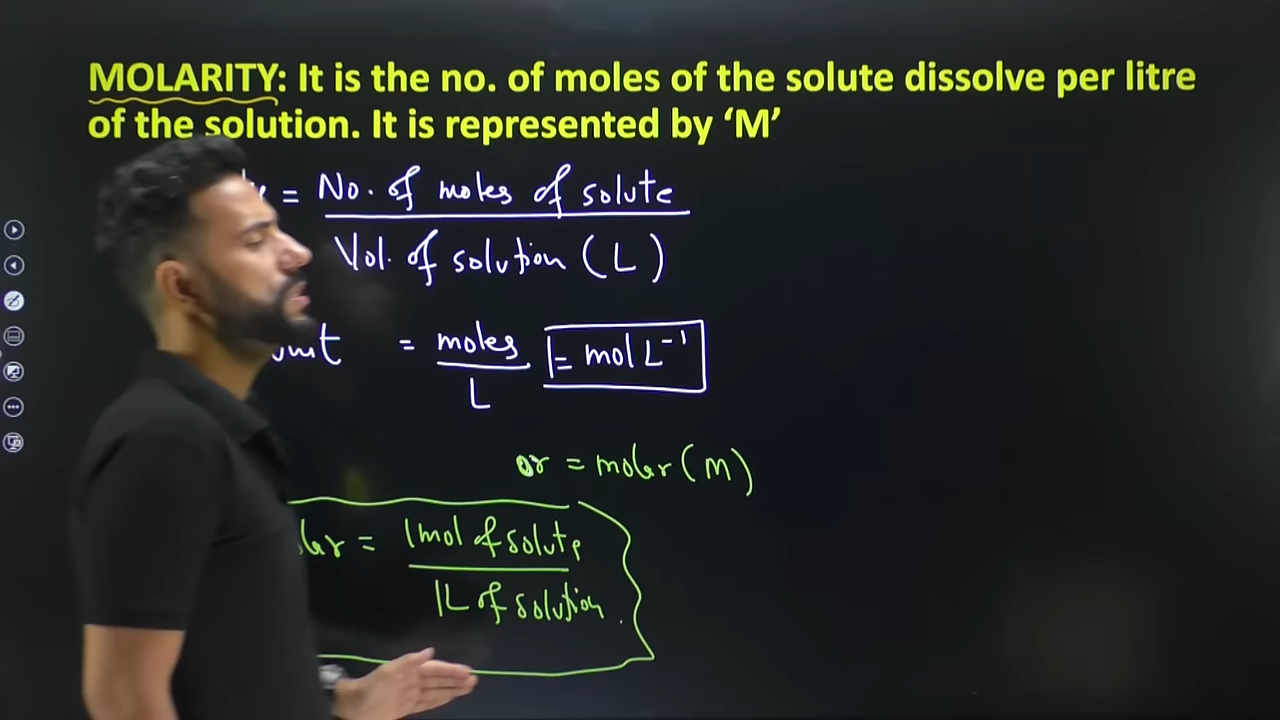 MOLARITY: It is the no. of moles of the solute dissolve per litre
of the solution. It is represented by ‘M’
= No. of moles of solute
Vol. of solution (L)
= moles
L
= mol L⁻¹
or = molar (M)
= 1mol of solute
1L of solution.